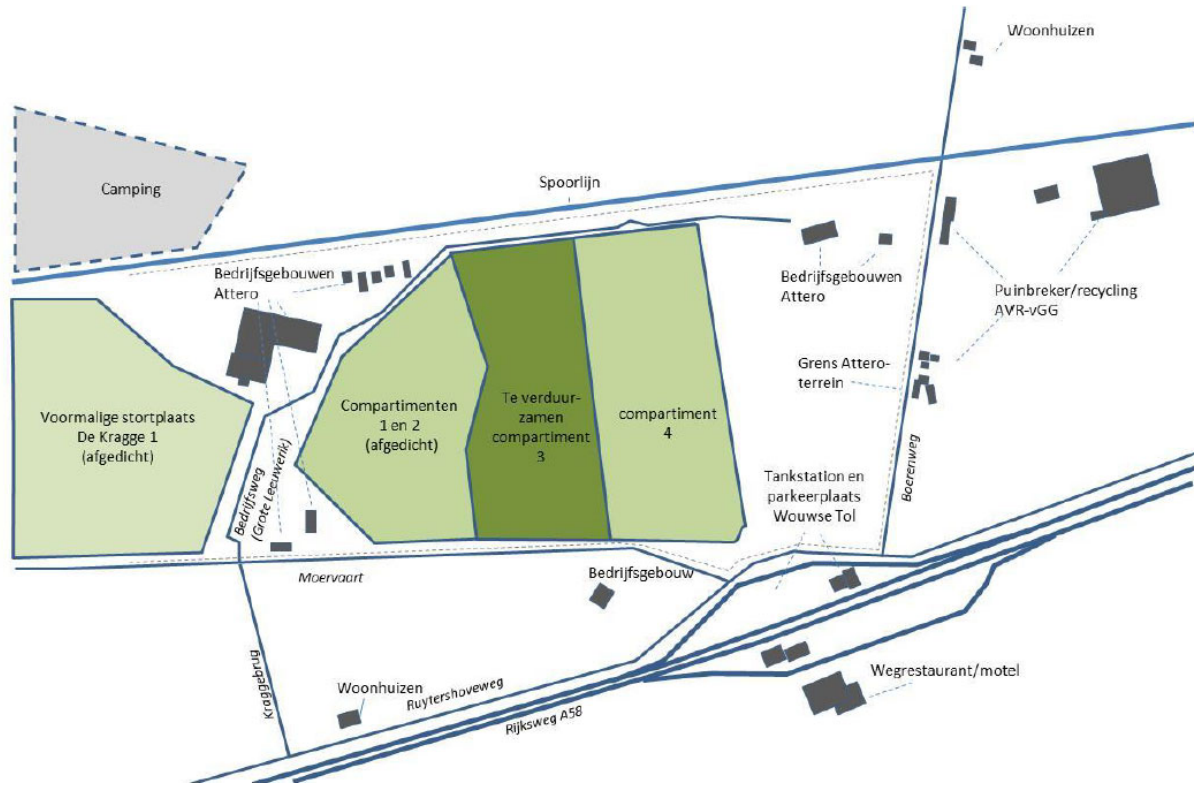 Woonhuizen
Camping
Spoorlijn
Bedrijfsgebouwen
Attero
Bedrijfsgebouwen
Attero
Puinbreker/recycling
AVR-vGG
Grens Attero-
terrein
Voormalige stortplaats
De Kragge 1
(afgedicht)
Compartimenten
1 en 2
(afgedicht)
Te verduur-
zamen
compartiment
3
compartiment
4
Bedrijfsweg
(Grote Leeuwerik)
Boerenweg
Tankstation en
parkeerplaats
Wouwse Tol
Moervaart
Bedrijfsgebouw
Kraggebrug
Woonhuizen
Ruytershoveweg
Rijksweg A58
Wegrestaurant/motel